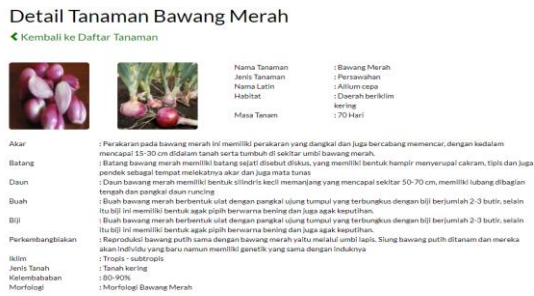 Detail Tanaman Bawang Merah
Kembali ke Daftar Tanaman
Nama Tanaman : Bawang Merah
Jenis Tanaman : Persawahan
Nama Latin : Allium cepa
Habitat : Daerah beriklim
kering
Masa Tanam : 70 Hari
Akar : Perakaran pada bawang merah ini memiliki perakaran yang dangkal dan juga bercabang memencar, dengan kedalam
mencapai 15-30 cm didalam tanah serta tumbuh di sekitar umbi bawang merah.
Batang : Batang bawang merah memiliki batang sejati disebut diskus, yang memiliki bentuk hampir menyerupai cakram, tipis dan juga
pendek sebagai tempat melekatnya akar dan juga mata tunas
Daun : Daun bawang merah memiliki bentuk silindris kecil memanjang yang mencapai sekitar 50-70 cm, memiliki lubang dibagian
tengah dan pangkal daun runcing
Buah : Buah bawang merah berbentuk ulat dengan pangkal ujung tumpul yang terbungkus dengan biji berjumlah 2-3 butir, selain
itu biji ini memiliki bentuk agak pipih berwarna bening dan juga agak keputihan.
Biji : Buah bawang merah berbentuk ulat dengan pangkal ujung tumpul yang terbungkus dengan biji berjumlah 2-3 butir, selain
itu biji ini memiliki bentuk agak pipih berwarna bening dan juga agak keputihan.
Perkembangbiakan : Reproduksi bawang putih sama dengan bawang merah yaitu melalui umbi lapis. Siung bawang putih ditanam dan mereka
akan individu yang baru namun memiliki genetik yang sama dengan induknya
Iklim : Tropis - subtropis
Jenis Tanah : Tanah kering
Kelembababan : 80-90%
Morfologi : Morfologi Bawang Merah